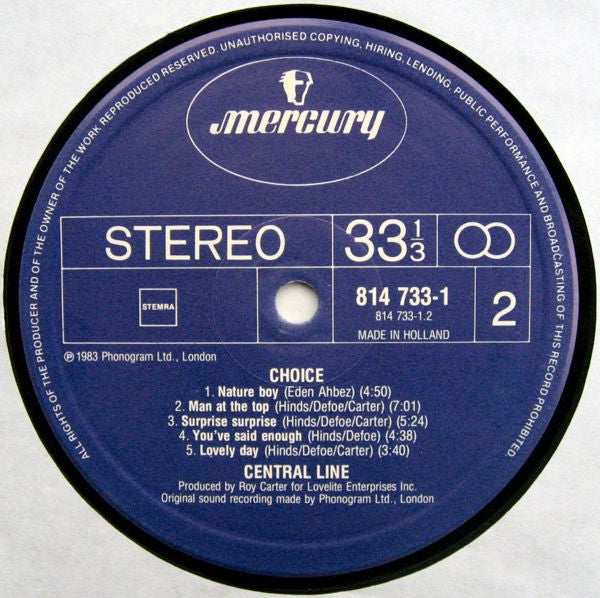 ALL RIGHTS OF THE PRODUCER AND OF THE OWNER OF THE WORK REPRODUCED RESERVED. UNAUTHORISED COPYING, HIRING, LENDING, PUBLIC PERFORMANCE AND BROADCASTING OF THIS RECORD PROHIBITED.
mercury
STEREO 33 1/3
STEMRA 814 733-1 2
814 733-1.2
MADE IN HOLLAND
℗ 1983 Phonogram Ltd., London
CHOICE
1. Nature boy (Eden Ahbez) (4:50)
2. Man at the top (Hinds/Defoe/Carter) (7:01)
3. Surprise surprise (Hinds/Defoe/Carter) (5:24)
4. You've said enough (Hinds/Defoe) (4:38)
5. Lovely day (Hinds/Defoe/Carter) (3:40)
CENTRAL LINE
Produced by Roy Carter for Lovelite Enterprises Inc.
Original sound recording made by Phonogram Ltd., London